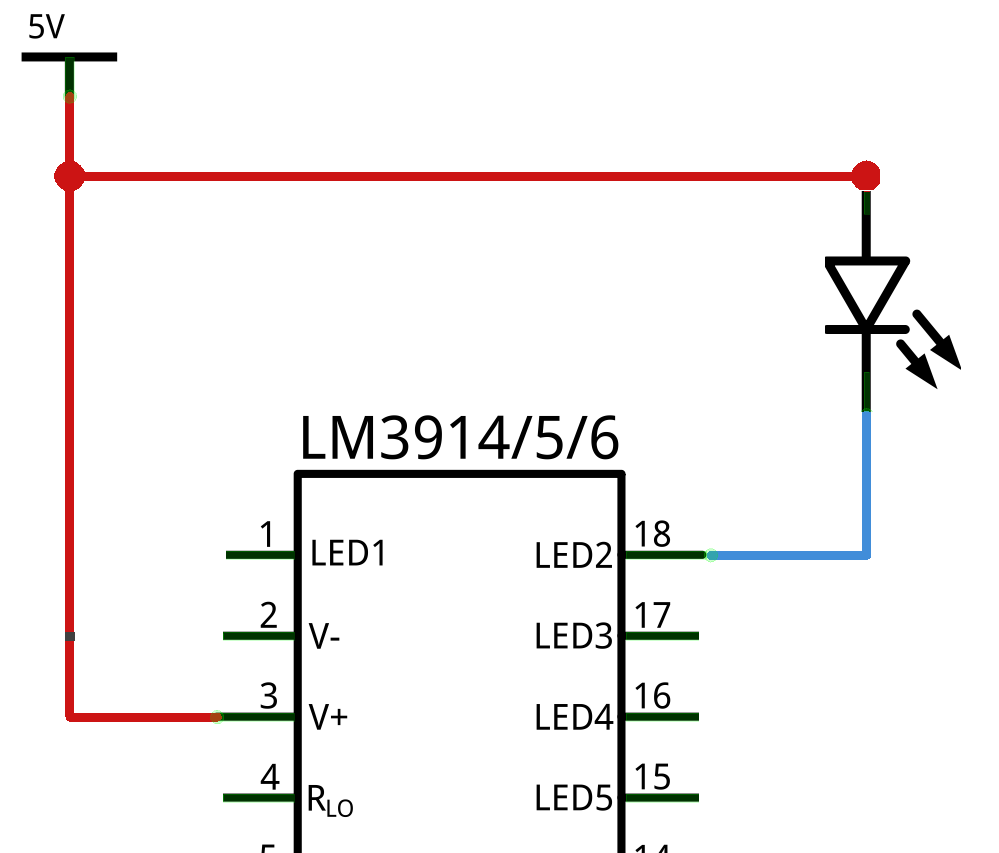 5V
LM3914/5/6
1 LED1 LED2 18
2 V- LED3 17
3 V+ LED4 16
4 RLO LED5 15